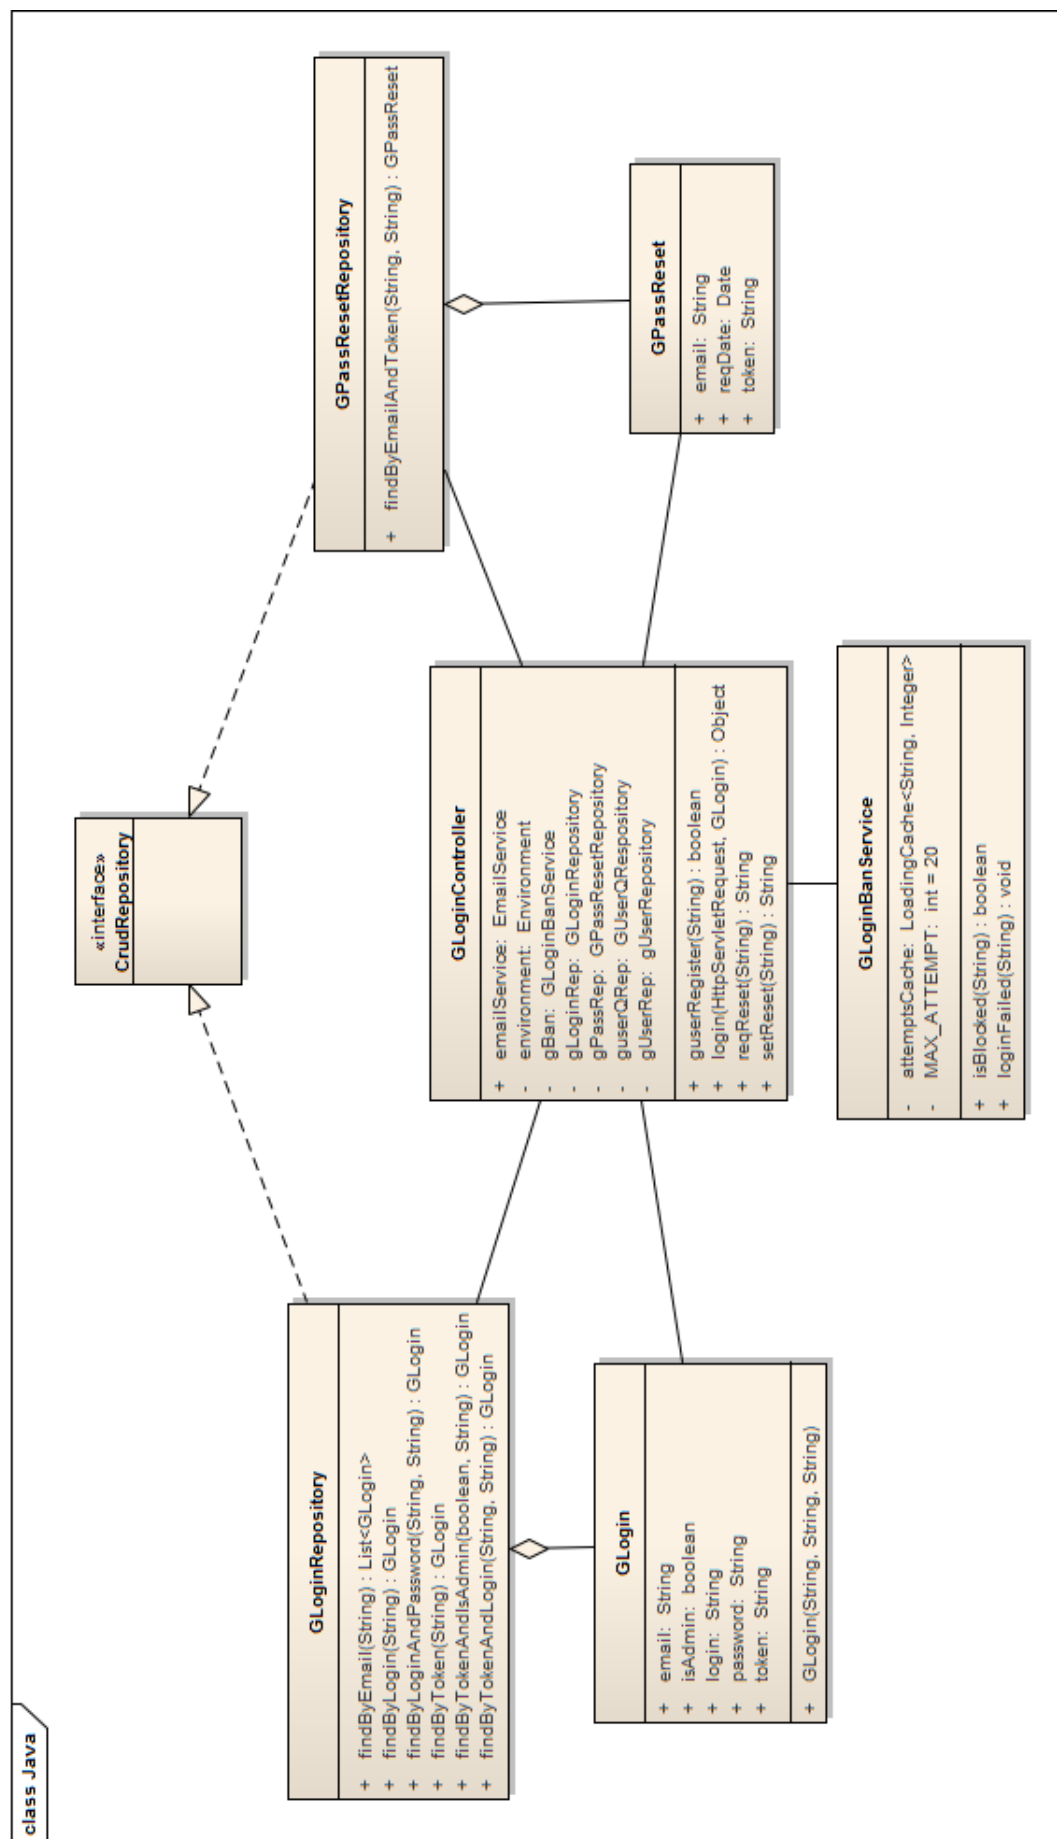 class Java
«interface»
CrudRepository
GLoginRepository
+ findByEmail(String) : List<GLogin>
+ findByLogin(String) : GLogin
+ findByLoginAndPassword(String, String) : GLogin
+ findByToken(String) : GLogin
+ findByTokenAndIsAdmin(boolean, String) : GLogin
+ findByTokenAndLogin(String, String) : GLogin
GPassResetRepository
+ findByEmailAndToken(String, String) : GPassReset
GLoginController
+ emailService: EmailService
- environment: Environment
- gBan: GLoginBanService
- gLoginRep: GLoginRepository
- gPassRep: GPassResetRepository
- guserQRep: GUserQRespository
- gUserRep: gUserRepository
+ guserRegister(String) : boolean
+ login(HttpServletRequest, GLogin) : Object
+ reqReset(String) : String
+ setReset(String) : String
GLogin
+ email: String
+ isAdmin: boolean
+ login: String
+ password: String
+ token: String
+ GLogin(String, String, String)
GPassReset
+ email: String
+ reqDate: Date
+ token: String
GLoginBanService
- attemptsCache: LoadingCache<String, Integer>
- MAX_ATTEMPT: int = 20
+ isBlocked(String) : boolean
+ loginFailed(String) : void